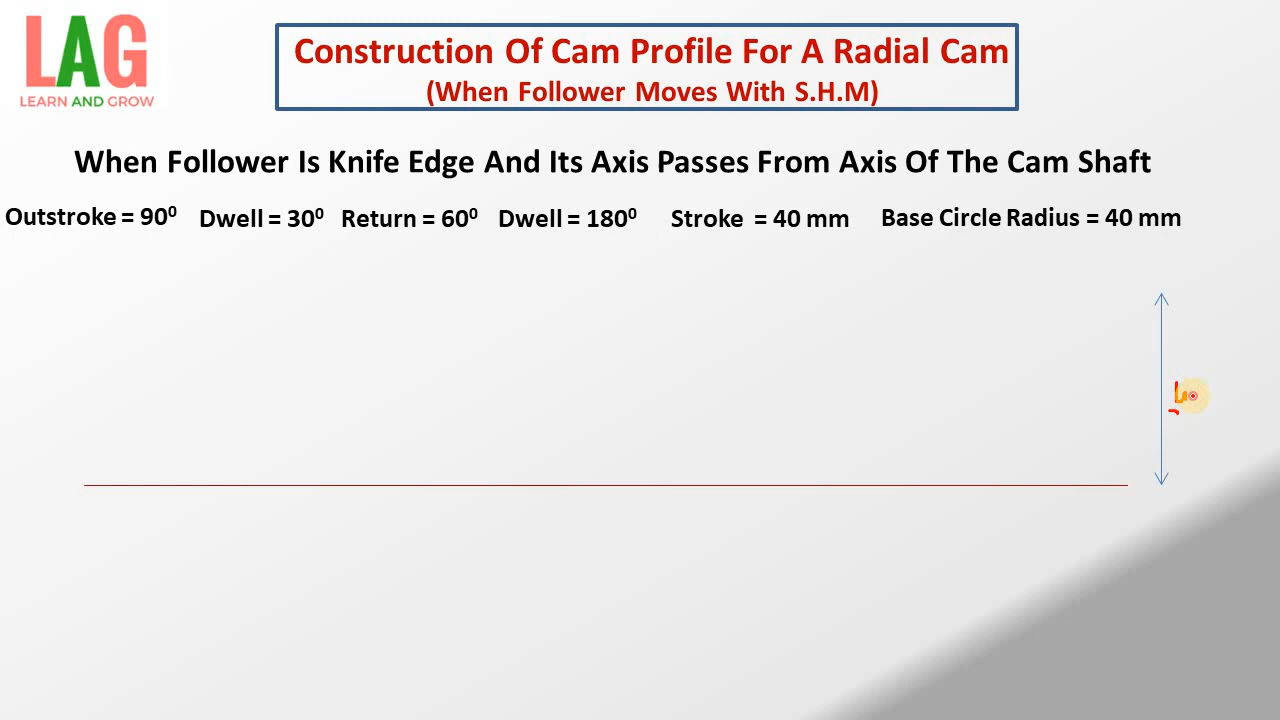 LAG
LEARN AND GROW
Construction Of Cam Profile For A Radial Cam
(When Follower Moves With S.H.M)
When Follower Is Knife Edge And Its Axis Passes From Axis Of The Cam Shaft
Outstroke = 90⁰ Dwell = 30⁰ Return = 60⁰ Dwell = 180⁰ Stroke = 40 mm Base Circle Radius = 40 mm